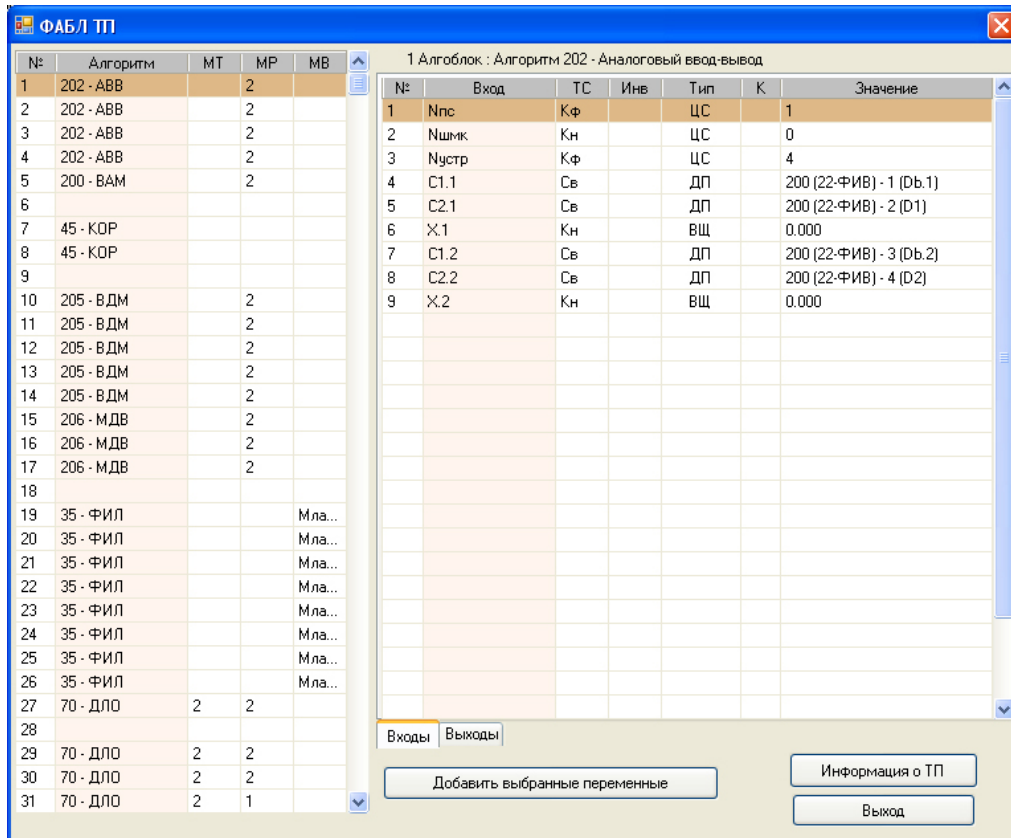 ФАБЛ ТП
№ Алгоритм МТ МР МВ
1 202 - АВВ 2
2 202 - АВВ 2
3 202 - АВВ 2
4 202 - АВВ 2
5 200 - ВАМ 2
6
7 45 - КОР
8 45 - КОР
9
10 205 - ВДМ 2
11 205 - ВДМ 2
12 205 - ВДМ 2
13 205 - ВДМ 2
14 205 - ВДМ 2
15 206 - МДВ 2
16 206 - МДВ 2
17 206 - МДВ 2
18
19 35 - ФИЛ Мла...
20 35 - ФИЛ Мла...
21 35 - ФИЛ Мла...
22 35 - ФИЛ Мла...
23 35 - ФИЛ Мла...
24 35 - ФИЛ Мла...
25 35 - ФИЛ Мла...
26 35 - ФИЛ Мла...
27 70 - ДЛО 2 2
28
29 70 - ДЛО 2 2
30 70 - ДЛО 2 2
31 70 - ДЛО 2 1
1 Алгоблок : Алгоритм 202 - Аналоговый ввод-вывод
№ Вход ТС Инв Тип К Значение
1 Nпс Кф ЦС 1
2 Nшмк Кн ЦС 0
3 Nустр Кф ЦС 4
4 С1.1 Св ДП 200 (22-ФИВ) - 1 (Db.1)
5 С2.1 Св ДП 200 (22-ФИВ) - 2 (D1)
6 X.1 Кн ВЩ 0.000
7 С1.2 Св ДП 200 (22-ФИВ) - 3 (Db.2)
8 С2.2 Св ДП 200 (22-ФИВ) - 4 (D2)
9 X.2 Кн ВЩ 0.000
Входы Выходы
Добавить выбранные переменные
Информация о ТП
Выход